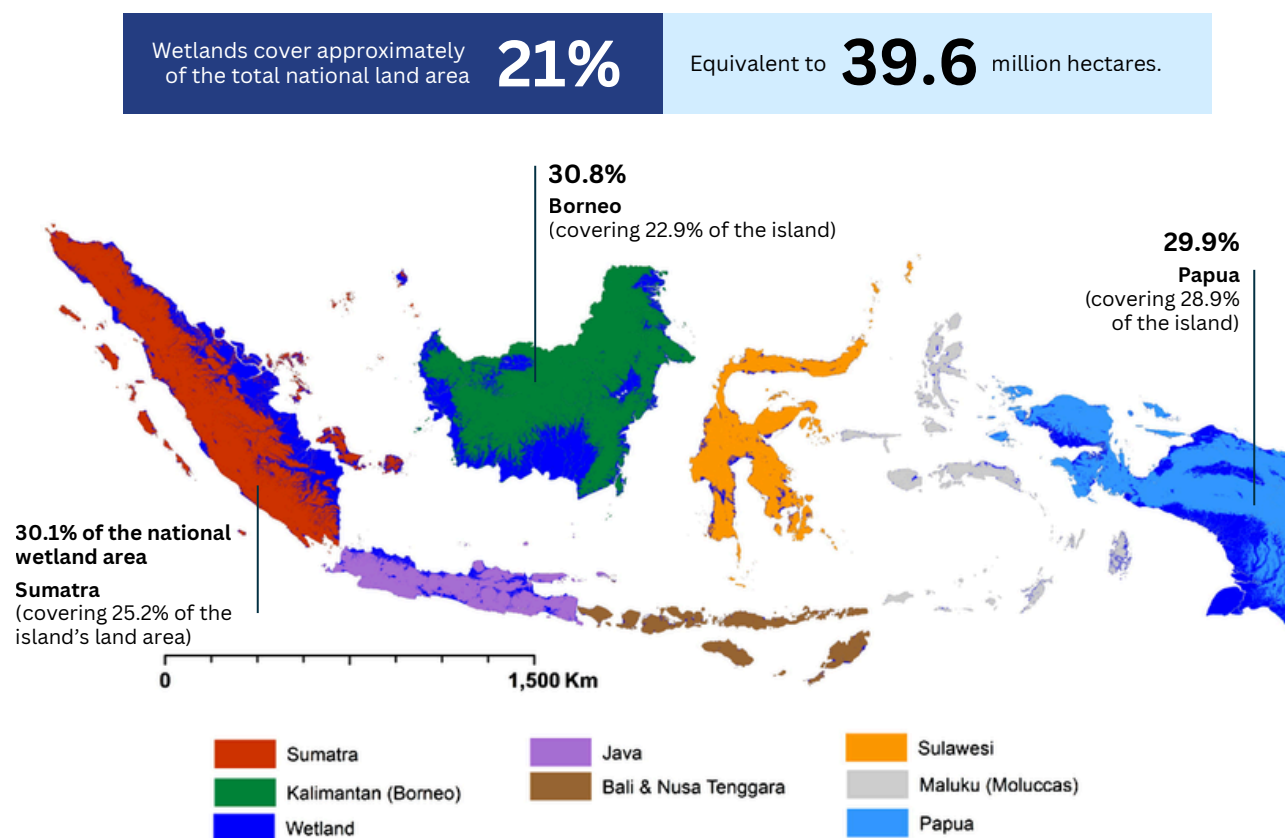 Wetlands cover approximately
of the total national land area
21%
Equivalent to 39.6 million hectares.
30.8%
Borneo
(covering 22.9% of the island)
29.9%
Papua
(covering 28.9%
of the island)
30.1% of the national
wetland area
Sumatra
(covering 25.2% of the
island's land area)
0
1,500 Km
Sumatra
Kalimantan (Borneo)
Wetland
Java
Bali & Nusa Tenggara
Sulawesi
Maluku (Moluccas)
Papua